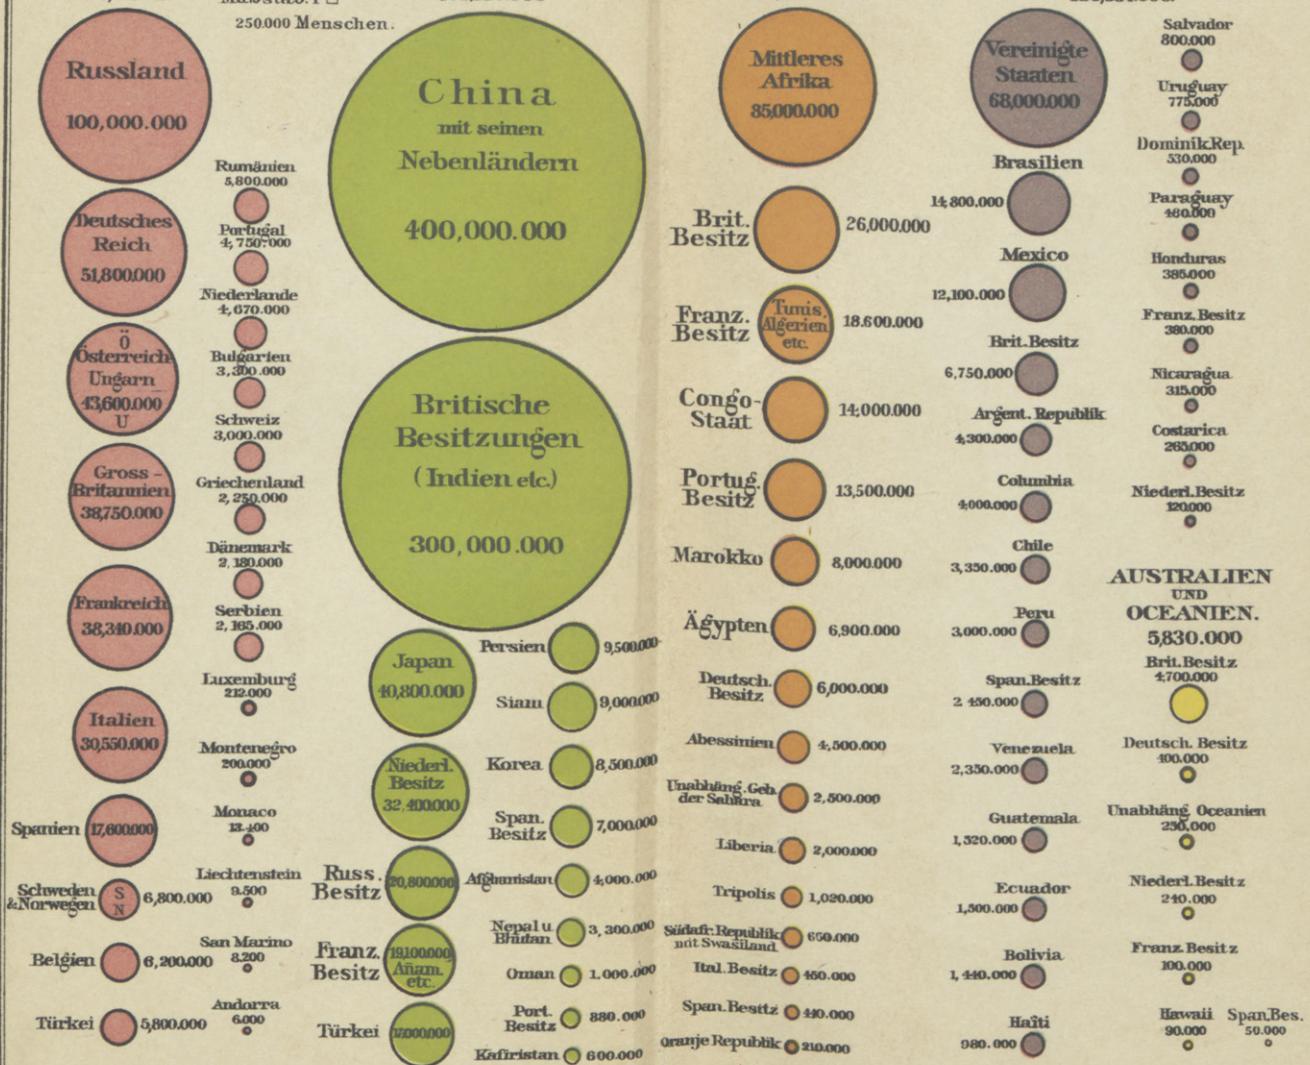 250.000 Menschen.
Russland
100,000.000
Deutsches
Reich
51,800.000
Ö
Österreich
Ungarn
43,600.000
U
Gross-
Britannien
38,750.000
Frankreich
38,340.000
Italien
30,550.000
Spanien 17,600.000
Schweden
& Norwegen
S
N
6,800.000
Belgien 6,200.000
Türkei 5,800.000
Rumänien
5,800.000
Portugal
4,750.000
Niederlande
4,670.000
Bulgarien
3,300.000
Schweiz
3,000.000
Griechenland
2,250.000
Dänemark
2,180.000
Serbien
2,165.000
Luxemburg
212.000
Montenegro
200.000
Monaco
13.400
Liechtenstein
9.500
San Marino
8.200
Andorra
6.000
China
mit seinen
Nebenländern
400,000.000
Britische
Besitzungen
(Indien etc.)
300,000.000
Japan
40,800.000
Niederl.
Besitz
32,400.000
Russ.
Besitz
20,800.000
Franz.
Besitz
19,100.000
Añam.
etc.
Türkei
Persien 9,500.000
Siam 9,000.000
Korea 8,500.000
Span.
Besitz 7,000.000
Afghanistan 4,000.000
Nepal u
Bhutan 3,300.000
Oman 1.000.000
Port.
Besitz 880.000
Kafiristan 600.000
Mittleres
Afrika
85,000.000
Brit.
Besitz 26,000.000
Franz.
Besitz
Tunis,
Algerien
etc.
18.600.000
Congo-
Staat 14,000.000
Portug.
Besitz 13,500.000
Marokko 8,000.000
Ägypten 6,900.000
Deutsch.
Besitz 6,000.000
Abessinien 4,500.000
Unabhäng. Geb.
der Sahara 2,500.000
Liberia 2,000.000
Tripolis 1,020.000
Südafr. Republik
mit Swasiland 650.000
Ital. Besitz 450.000
Span. Besitz 440.000
Oranje Republik 210.000
Vereinigte
Staaten
68,000.000
Brasilien
14,800.000
Mexico
12,100.000
Brit. Besitz
6,750.000
Argent. Republik
4,300.000
Columbia
4,000.000
Chile
3,350.000
Peru
3,000.000
Span. Besitz
2 450.000
Venezuela
2,350.000
Guatemala
1,520.000
Ecuador
1,500.000
Bolivia
1,440.000
Haïti
980.000
Salvador
800.000
Uruguay
775.000
Dominik. Rep.
530.000
Paraguay
460.000
Honduras
385.000
Franz. Besitz
380.000
Nicaragua
315.000
Costarica
265.000
Niederl. Besitz
120.000
AUSTRALIEN
UND
OCEANIEN.
5,830.000
Brit. Besitz
4,700.000
Deutsch. Besitz
400.000
Unabhäng. Oceanien
250,000
Niederl. Besitz
240.000
Franz. Besitz
100.000
Hawaii
90.000
Span. Bes.
50.000